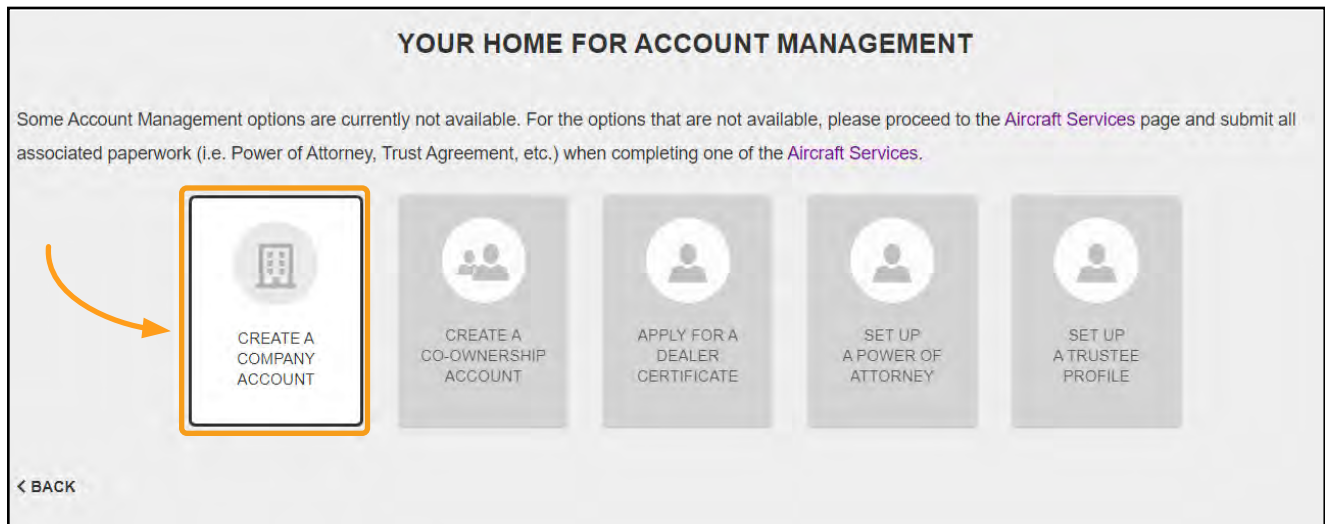 YOUR HOME FOR ACCOUNT MANAGEMENT
Some Account Management options are currently not available. For the options that are not available, please proceed to the Aircraft Services page and submit all
associated paperwork (i.e. Power of Attorney, Trust Agreement, etc.) when completing one of the Aircraft Services.
CREATE A
COMPANY
ACCOUNT
CREATE A
CO-OWNERSHIP
ACCOUNT
APPLY FOR A
DEALER
CERTIFICATE
SET UP
A POWER OF
ATTORNEY
SET UP
A TRUSTEE
PROFILE
< BACK